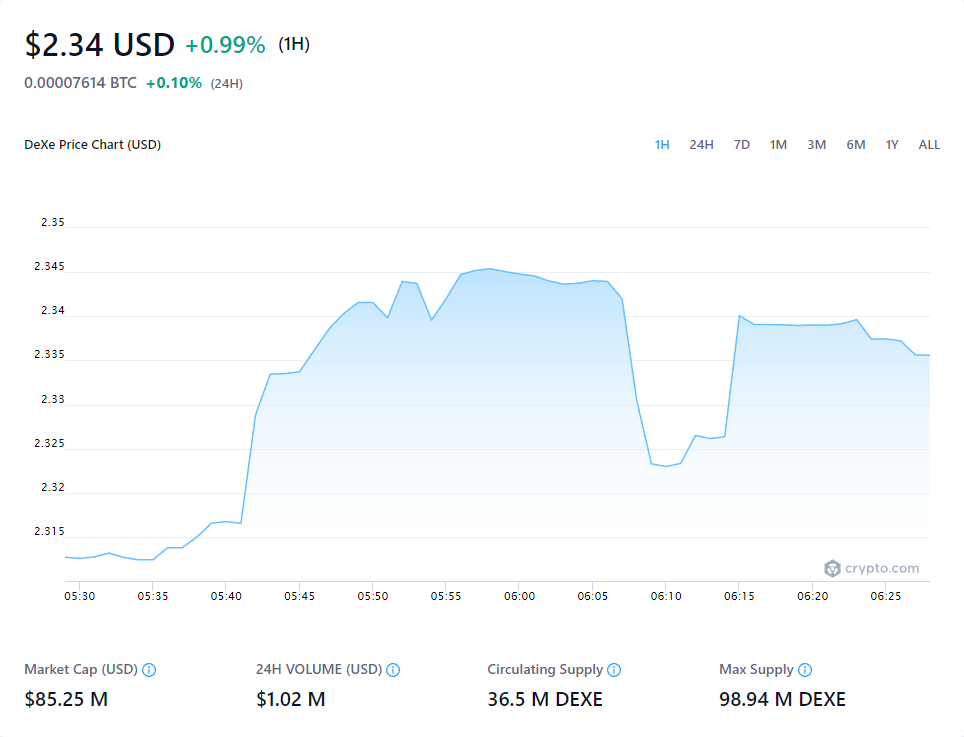 $2.34 USD +0.99% (1H)
0.00007614 BTC +0.10% (24H)
DeXe Price Chart (USD) 1H 24H 7D 1M 3M 6M 1Y ALL
2.35
2.345
2.34
2.335
2.33
2.325
2.32
2.315
crypto.com
05:30 05:35 05:40 05:45 05:50 05:55 06:00 06:05 06:10 06:15 06:20 06:25
Market Cap (USD) 24H VOLUME (USD) Circulating Supply Max Supply
$85.25 M $1.02 M 36.5 M DEXE 98.94 M DEXE